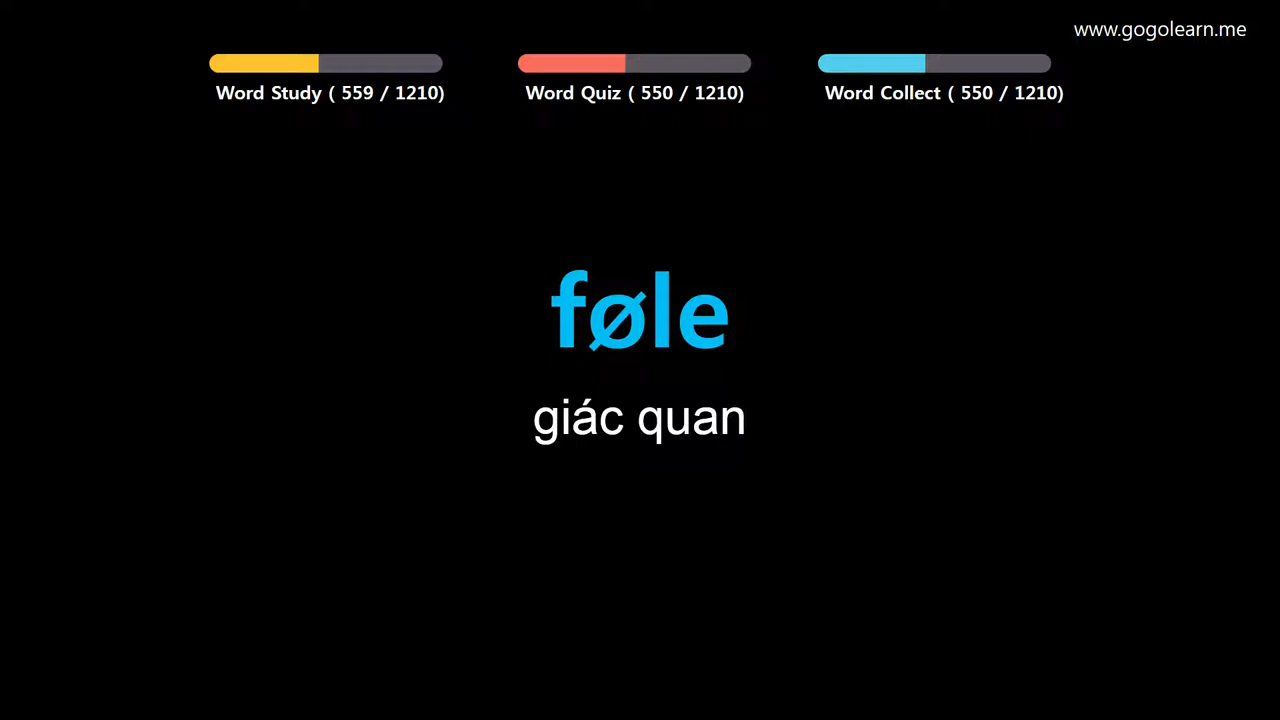 www.gogolearn.me
Word Study ( 559 / 1210)
Word Quiz ( 550 / 1210)
Word Collect ( 550 / 1210)
føle
giác quan